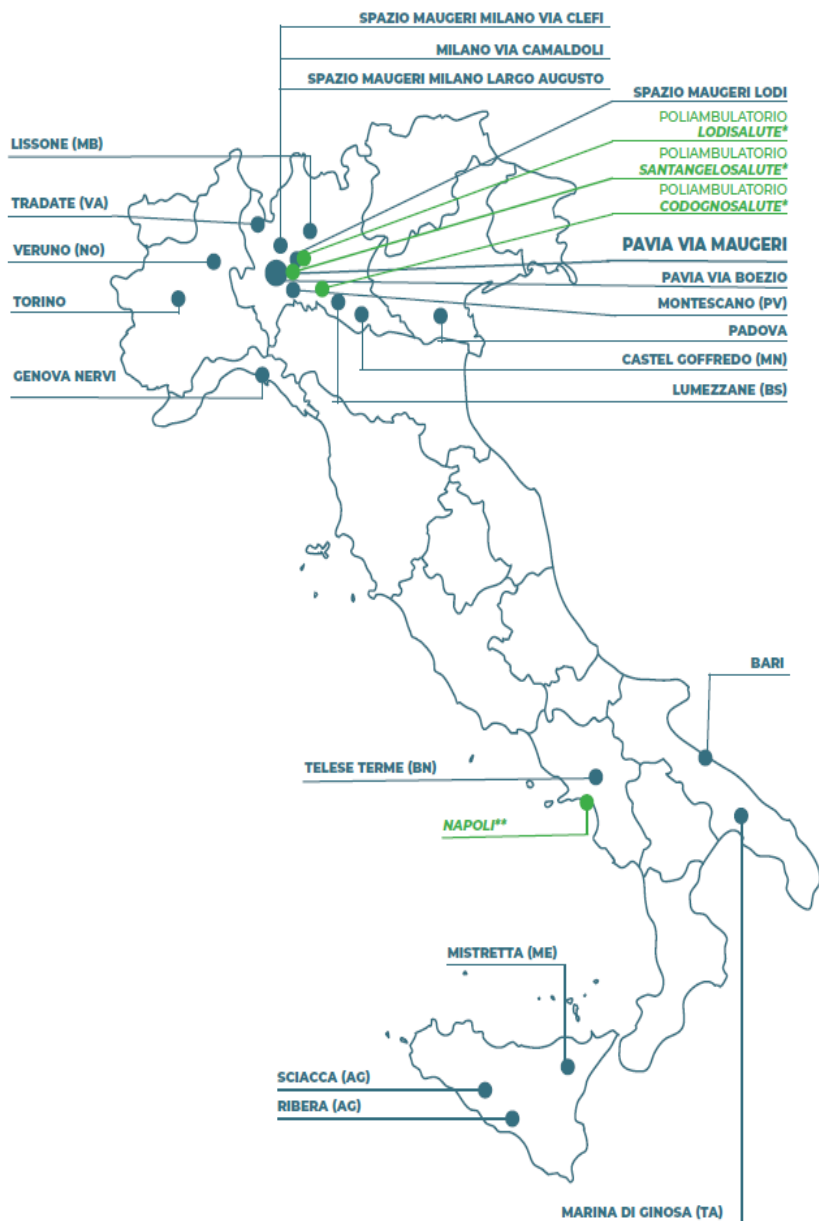 SPAZIO MAUGERI MILANO VIA CLEFI
MILANO VIA CAMALDOLI
SPAZIO MAUGERI MILANO LARGO AUGUSTO
SPAZIO MAUGERI LODI
POLIAMBULATORIO
LODISALUTE*
POLIAMBULATORIO
SANTANGELOSALUTE*
POLIAMBULATORIO
CODOGNOSALUTE*
PAVIA VIA MAUGERI
PAVIA VIA BOEZIO
MONTESCANO (PV)
PADOVA
CASTEL GOFFREDO (MN)
LUMEZZANE (BS)
LISSONE (MB)
TRADATE (VA)
VERUNO (NO)
TORINO
GENOVA NERVI
BARI
TELESE TERME (BN)
NAPOLI**
MISTRETTA (ME)
SCIACCA (AG)
RIBERA (AG)
MARINA DI GINOSA (TA)